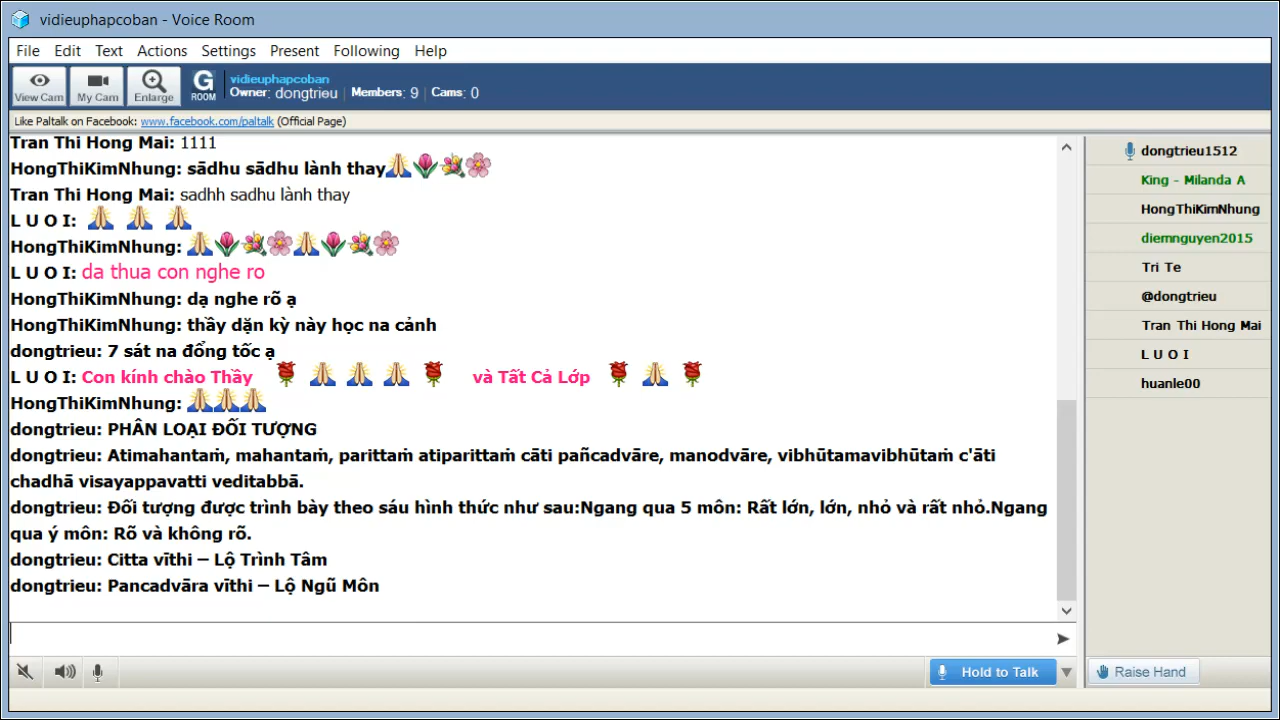 vidieuphapcoban - Voice Room
File Edit Text Actions Settings Present Following Help
View Cam My Cam Enlarge G ROOM vidieuphapcoban
Owner: dongtrieu | Members: 9 | Cams: 0
Like Paltalk on Facebook: www.facebook.com/paltalk (Official Page)
Tran Thi Hong Mai: 1111
HongThiKimNhung: sādhu sādhu lành thay
Tran Thi Hong Mai: sadhh sadhu lành thay
L U O I:
HongThiKimNhung:
L U O I: da thua con nghe ro
HongThiKimNhung: dạ nghe rõ ạ
HongThiKimNhung: thầy dặn kỳ này học na cảnh
dongtrieu: 7 sát na đổng tốc ạ
L U O I: Con kính chào Thầy và Tất Cả Lớp
HongThiKimNhung:
dongtrieu: PHÂN LOẠI ĐỐI TƯỢNG
dongtrieu: Atimahantaṁ, mahantaṁ, parittaṁ atiparittaṁ cāti pañcadvāre, manodvāre, vibhūtamavibhūtaṁ c'āti
chadhā visayappavatti veditabbā.
dongtrieu: Đối tượng được trình bày theo sáu hình thức như sau:Ngang qua 5 môn: Rất lớn, lớn, nhỏ và rất nhỏ.Ngang
qua ý môn: Rõ và không rõ.
dongtrieu: Citta vīthi – Lộ Trình Tâm
dongtrieu: Pancadvāra vīthi – Lộ Ngũ Môn
dongtrieu1512
King - Milanda A
HongThiKimNhung
diemnguyen2015
Tri Te
@dongtrieu
Tran Thi Hong Mai
L U O I
huanle00
Hold to Talk
Raise Hand